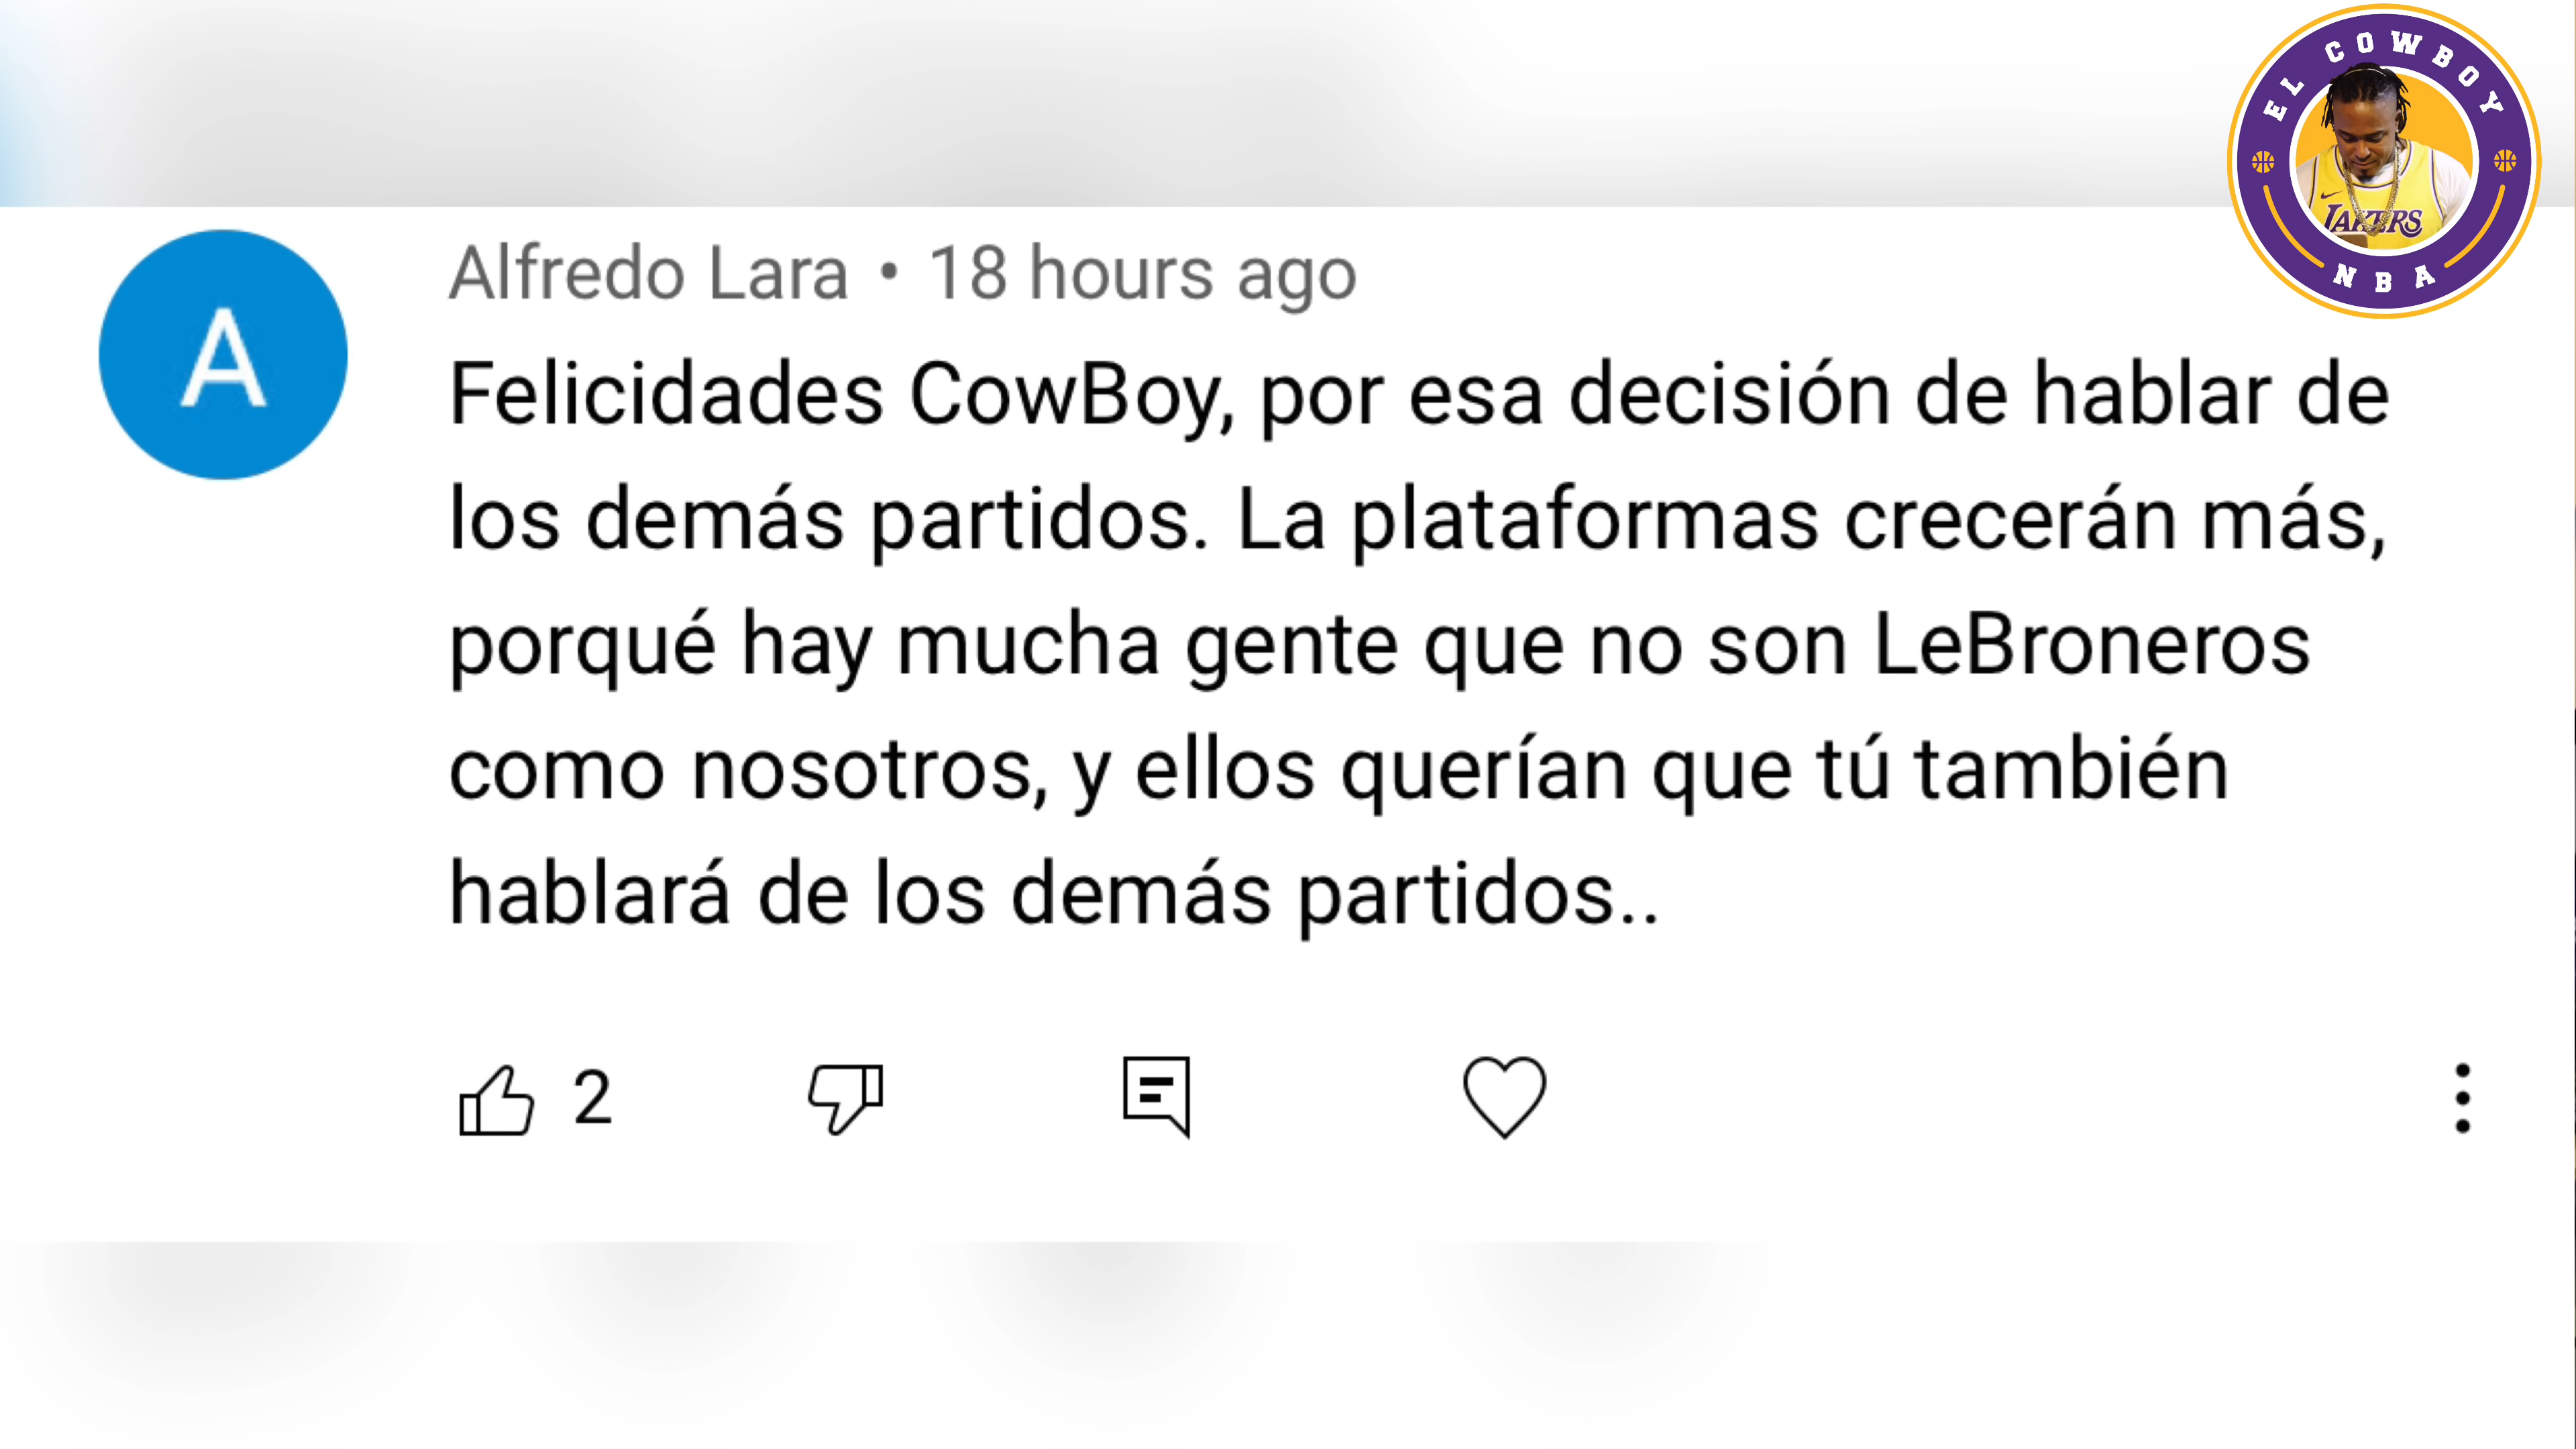 EL COWBOY
LAKERS
NBA
Alfredo Lara • 18 hours ago
A
Felicidades CowBoy, por esa decisión de hablar de
los demás partidos. La plataformas crecerán más,
porqué hay mucha gente que no son LeBroneros
como nosotros, y ellos querían que tú también
hablará de los demás partidos..
2